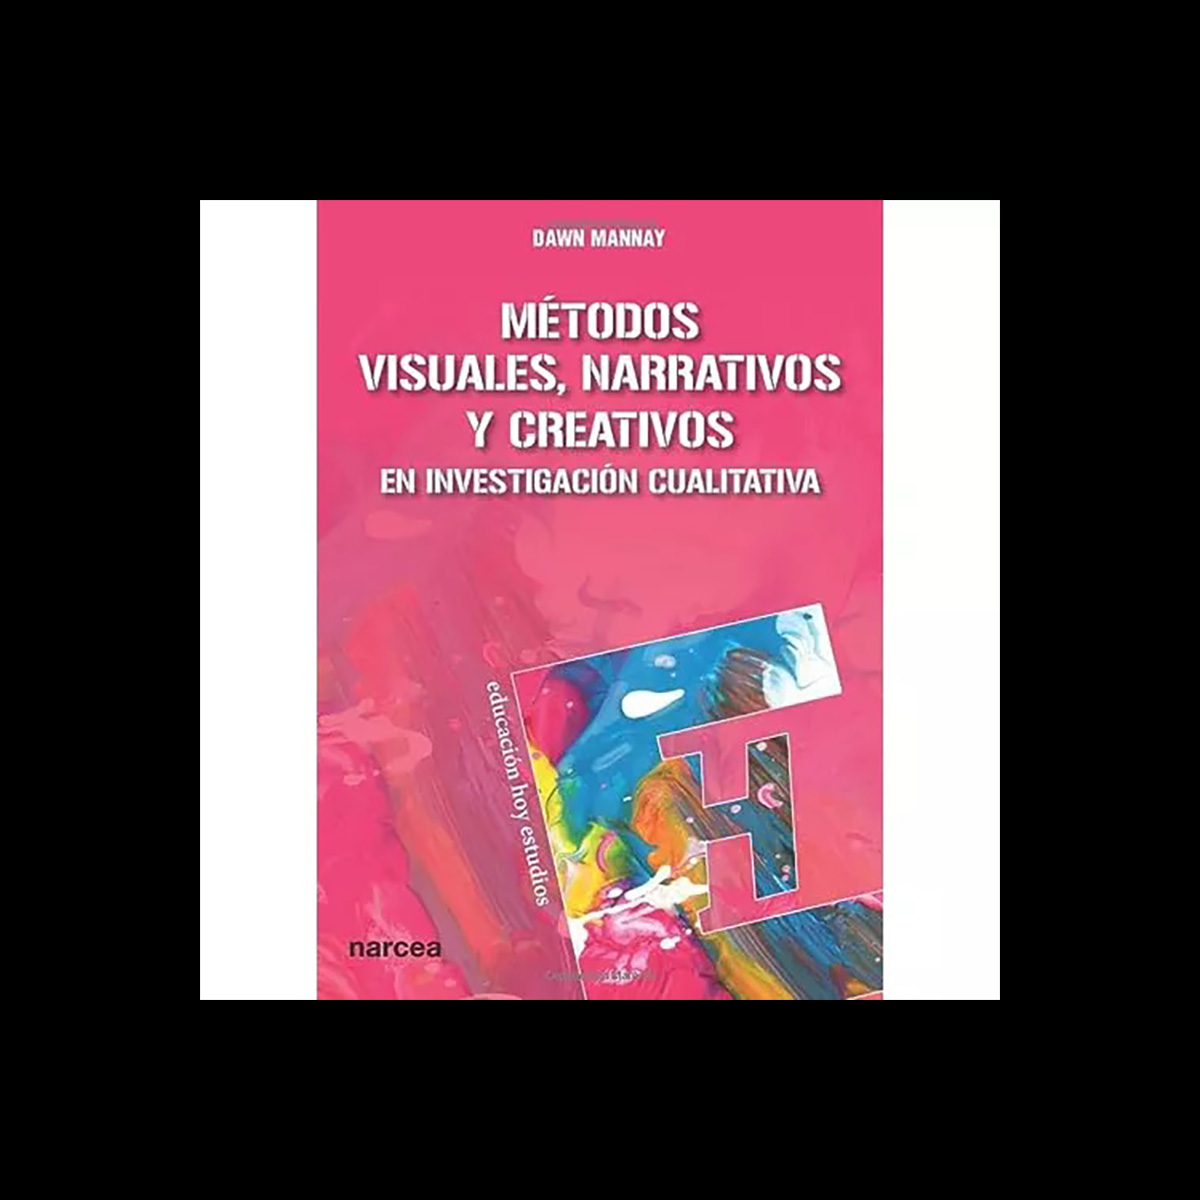 DAWN MANNAY
MÉTODOS
VISUALES, NARRATIVOS
Y CREATIVOS
EN INVESTIGACIÓN CUALITATIVA
educación hoy estudios
narcea